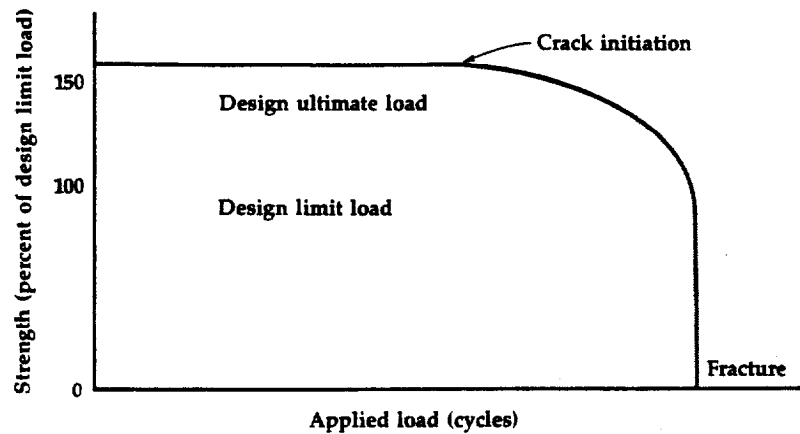 Strength (percent of design limit load)
150
100
0
Crack initiation
Design ultimate load
Design limit load
Fracture
Applied load (cycles)